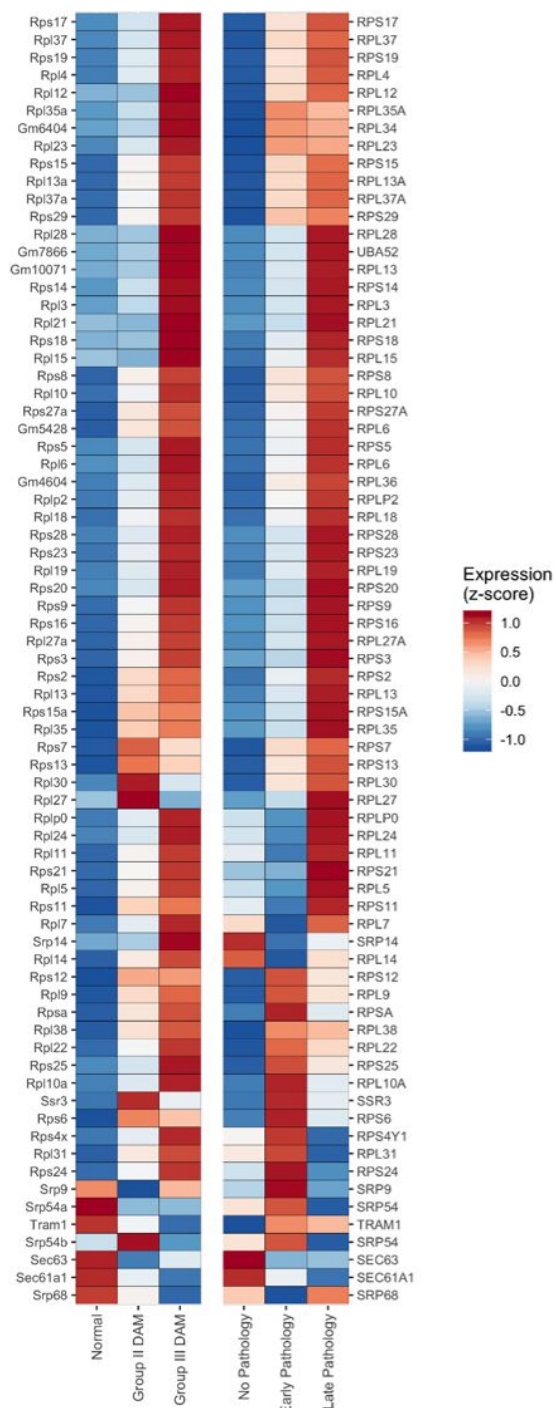 Rps17 RPS17
Rpl37 RPL37
Rps19 RPS19
Rpl4 RPL4
Rpl12 RPL12
Rpl35a RPL35A
Gm6404 RPL34
Rpl23 RPL23
Rps15 RPS15
Rpl13a RPL13A
Rpl37a RPL37A
Rps29 RPS29
Rpl28 RPL28
Gm7866 UBA52
Gm10071 RPL13
Rps14 RPS14
Rpl3 RPL3
Rpl21 RPL21
Rps18 RPS18
Rpl15 RPL15
Rps8 RPS8
Rpl10 RPL10
Rps27a RPS27A
Gm5428 RPL6
Rps5 RPS5
Rpl6 RPL6
Gm4604 RPL36
Rplp2 RPLP2
Rpl18 RPL18
Rps28 RPS28
Rps23 RPS23
Rpl19 RPL19
Rps20 RPS20
Rps9 RPS9
Rps16 RPS16
Rpl27a RPL27A
Rps3 RPS3
Rps2 RPS2
Rpl13 RPL13
Rps15a RPS15A
Rpl35 RPL35
Rps7 RPS7
Rps13 RPS13
Rpl30 RPL30
Rpl27 RPL27
Rplp0 RPLP0
Rpl24 RPL24
Rpl11 RPL11
Rps21 RPS21
Rpl5 RPL5
Rps11 RPS11
Rpl7 RPL7
Srp14 SRP14
Rpl14 RPL14
Rps12 RPS12
Rpl9 RPL9
Rpsa RPSA
Rpl38 RPL38
Rpl22 RPL22
Rps25 RPS25
Rpl10a RPL10A
Ssr3 SSR3
Rps6 RPS6
Rps4x RPS4Y1
Rpl31 RPL31
Rps24 RPS24
Srp9 SRP9
Srp54a SRP54
Tram1 TRAM1
Srp54b SRP54
Sec63 SEC63
Sec61a1 SEC61A1
Srp68 SRP68
Normal
Group II DAM
Group III DAM
No Pathology
Early Pathology
Late Pathology
Expression
(z-score)
1.0
0.5
0.0
-0.5
-1.0